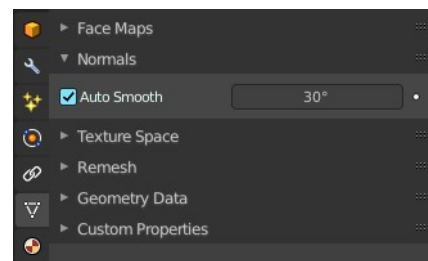 Face Maps
Normals
Auto Smooth 30°
Texture Space
Remesh
Geometry Data
Custom Properties